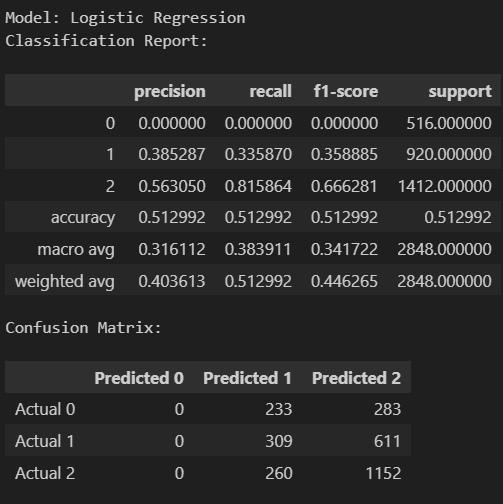 Model: Logistic Regression
Classification Report:
precision recall f1-score support
0 0.000000 0.000000 0.000000 516.000000
1 0.385287 0.335870 0.358885 920.000000
2 0.563050 0.815864 0.666281 1412.000000
accuracy 0.512992 0.512992 0.512992 0.512992
macro avg 0.316112 0.383911 0.341722 2848.000000
weighted avg 0.403613 0.512992 0.446265 2848.000000
Confusion Matrix:
Predicted 0 Predicted 1 Predicted 2
Actual 0 0 233 283
Actual 1 0 309 611
Actual 2 0 260 1152